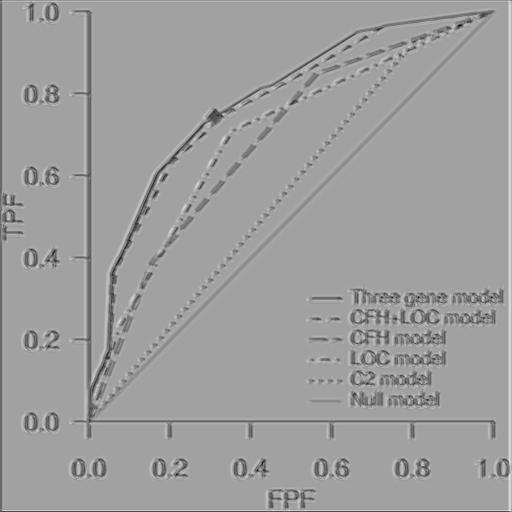 1.0
0.8
0.6
0.4
0.2
0.0
TPF
Three gene model
CFH+LOC model
CFH model
LOC model
C2 model
Null model
0.0 0.2 0.4 0.6 0.8 1.0
FPF